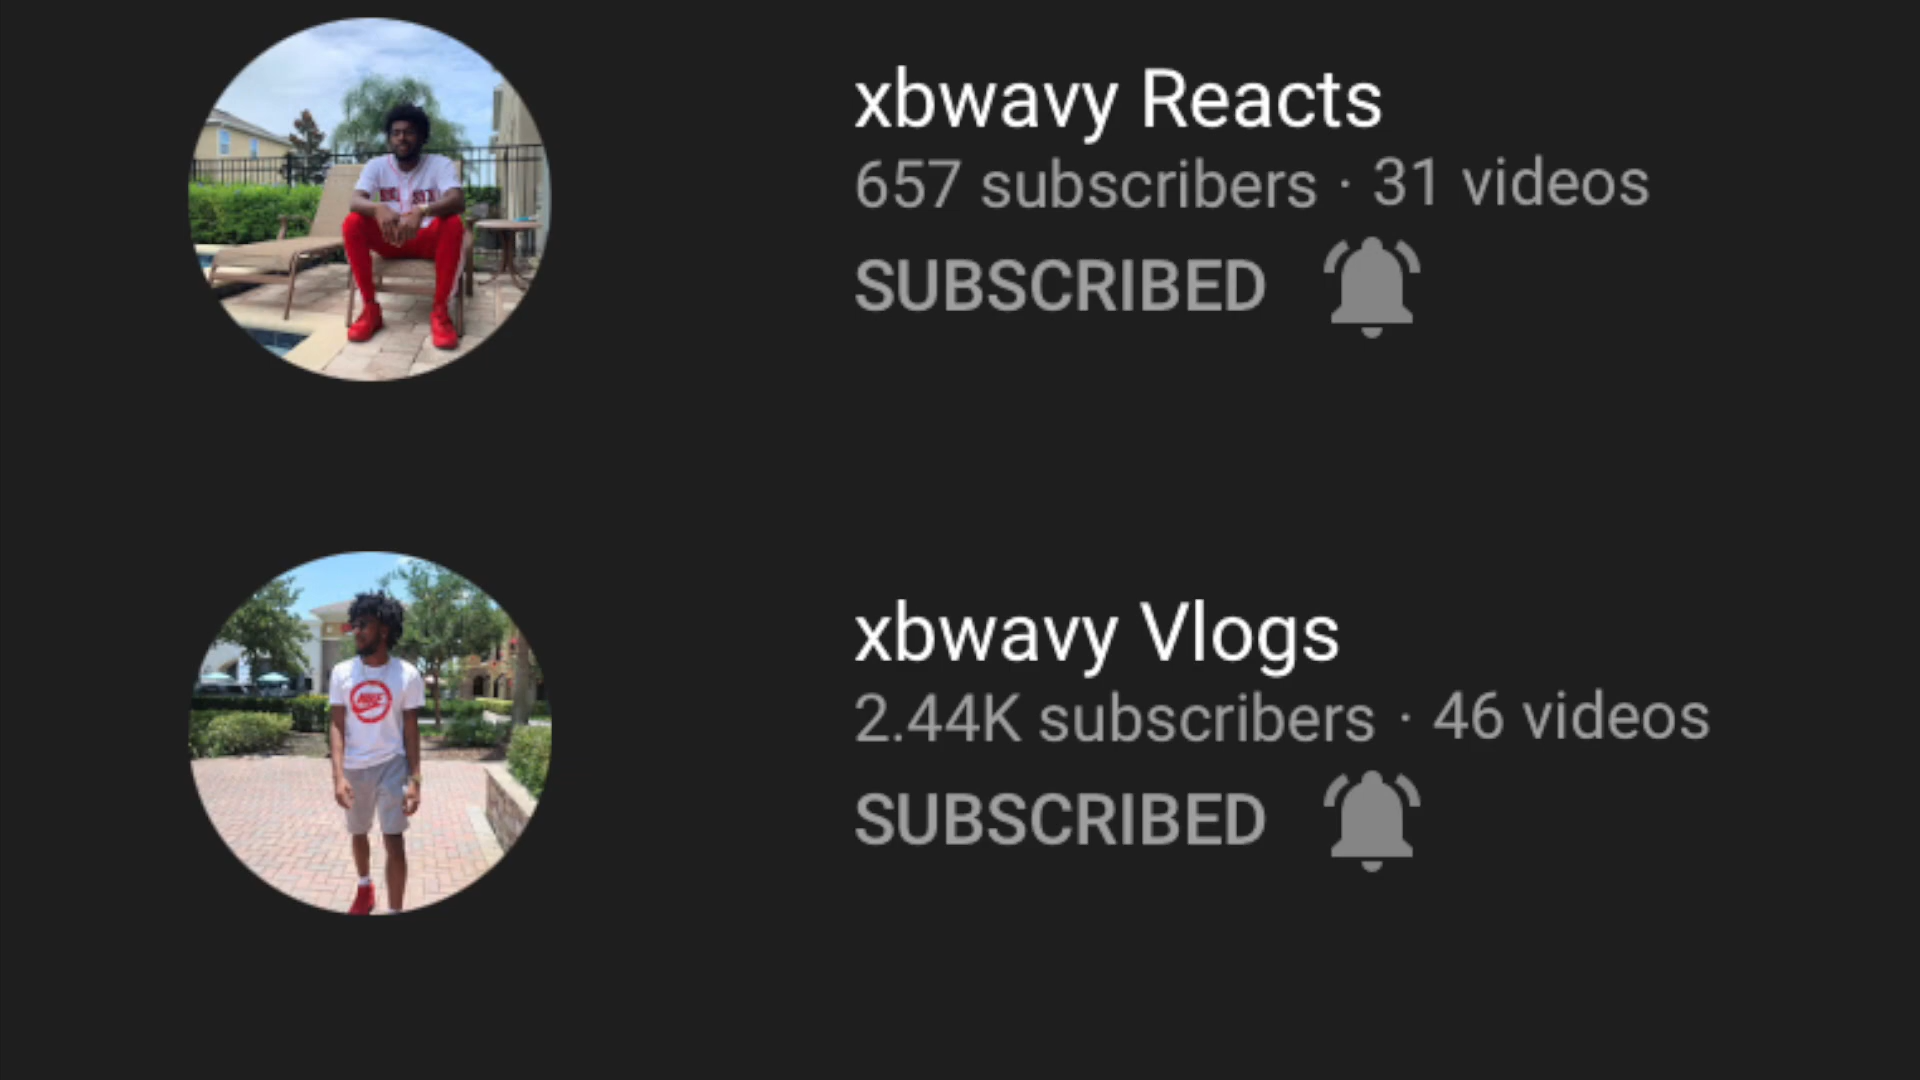 xbwavy Reacts
657 subscribers · 31 videos
SUBSCRIBED
xbwavy Vlogs
2.44K subscribers · 46 videos
SUBSCRIBED